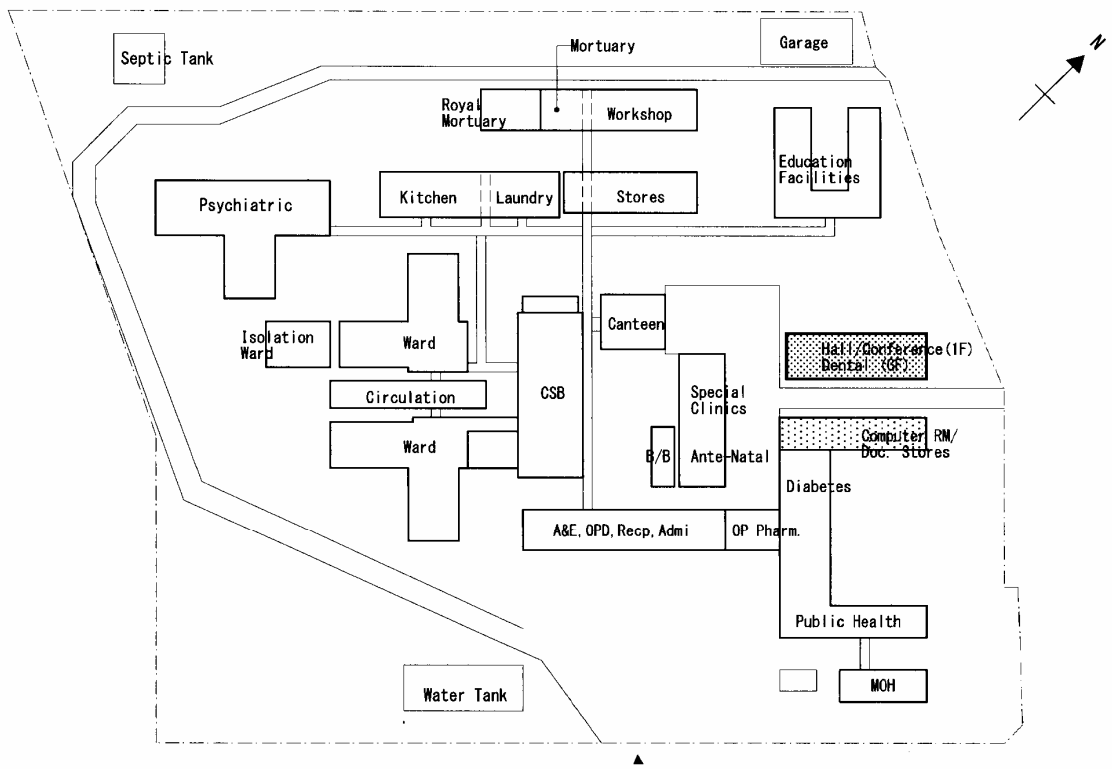 Septic Tank
Mortuary
Garage
N
Royal
Mortuary
Workshop
Education
Facilities
Psychiatric
Kitchen
Laundry
Stores
Isolation
Ward
Ward
Canteen
Hall/Conference(1F)
Dental (GF)
Circulation
CSB
Special
Clinics
Ward
B/B
Ante-Natal
Computer RM/
Doc. Stores
Diabetes
A&E, OPD, Recp, Admi
OP Pharm.
Public Health
Water Tank
MOH